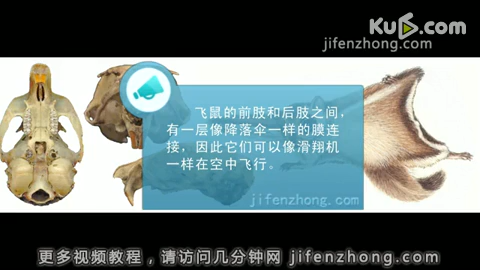 Ku6.com
jifenzhong.com
飞鼠的前肢和后肢之间，
有一层像降落伞一样的膜连
接，因此它们可以像滑翔机
一样在空中飞行。
jifenzhong.com
更多视频教程，请访问几分钟网 jifenzhong.com